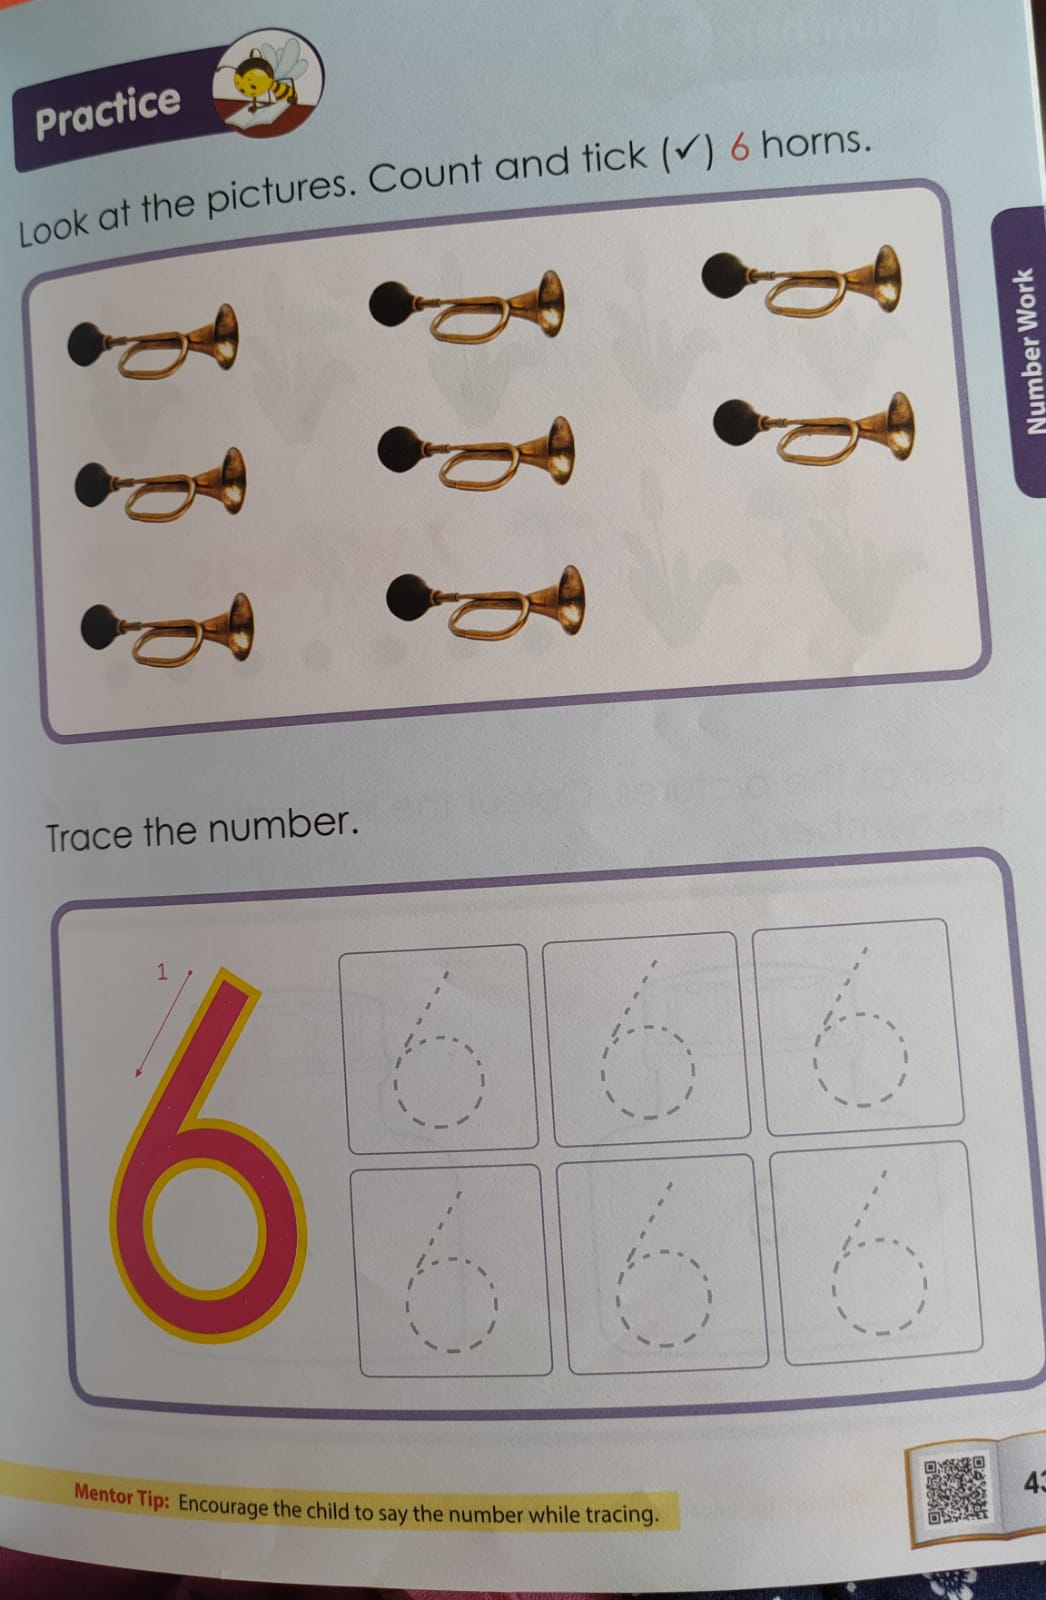 Practice
Look at the pictures. Count and tick (✓) 6 horns.
Number Work
Trace the number.
1
6
6 6 6
6 6 6
Mentor Tip: Encourage the child to say the number while tracing.